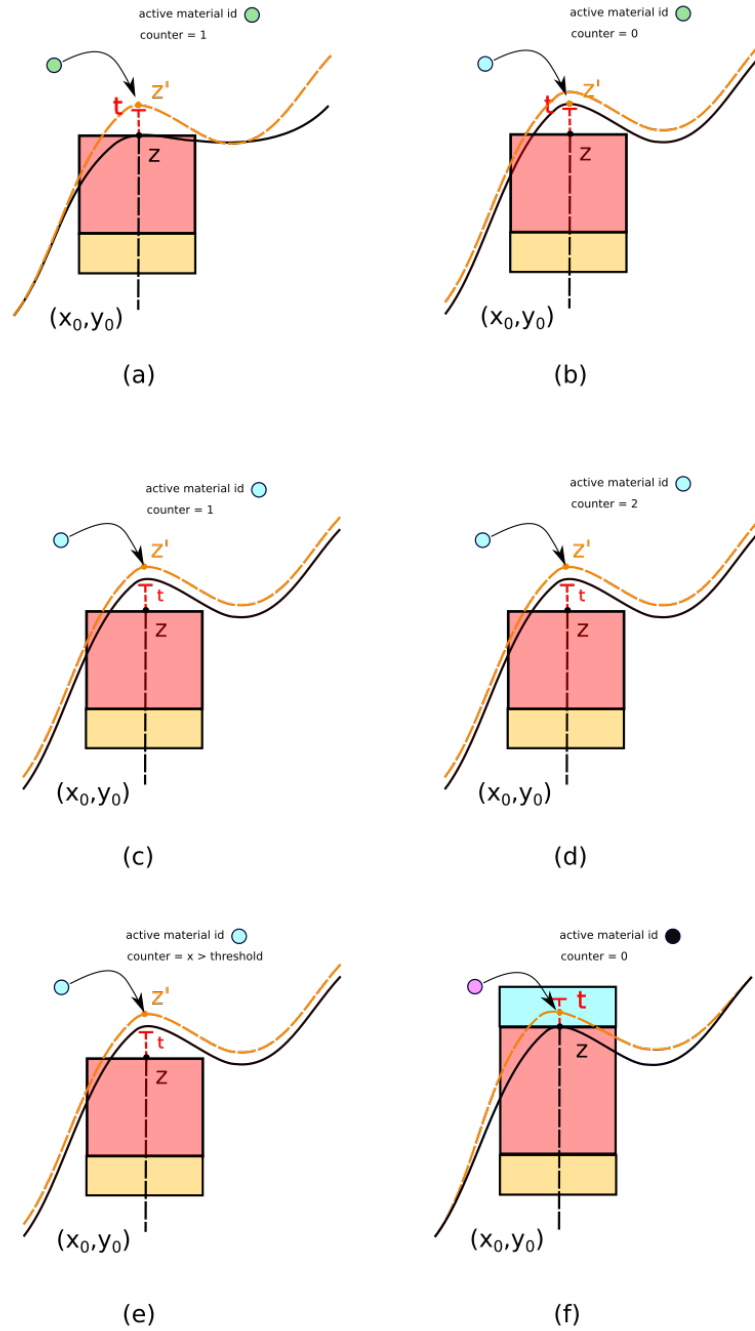 active material id
counter = 1
z'
t
z
(x₀,y₀)
(a)
active material id
counter = 0
z'
t
z
(x₀,y₀)
(b)
active material id
counter = 1
z'
t
z
(x₀,y₀)
(c)
active material id
counter = 2
z'
t
z
(x₀,y₀)
(d)
active material id
counter = x > threshold
z'
t
z
(x₀,y₀)
(e)
active material id
counter = 0
t
z
(x₀,y₀)
(f)